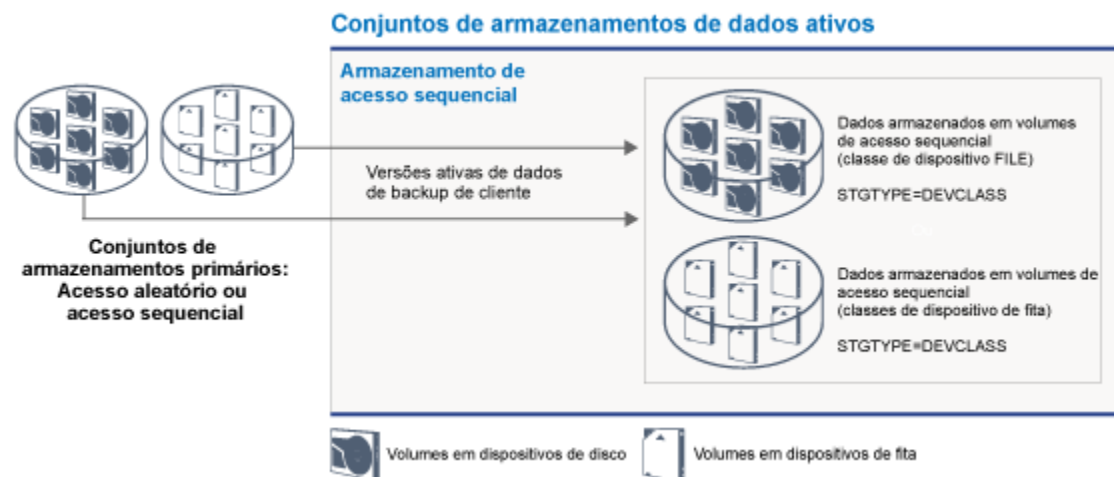 Conjuntos de armazenamentos de dados ativos
Armazenamento de
acesso sequencial
Dados armazenados em volumes
de acesso sequencial
(classe de dispositivo FILE)
STGTYPE=DEVCLASS
Versões ativas de dados
de backup de cliente
Conjuntos de
armazenamentos primários:
Acesso aleatório ou
acesso sequencial
Dados armazenados em volumes de
acesso sequencial
(classes de dispositivo de fita)
STGTYPE=DEVCLASS
Volumes em dispositivos de disco
Volumes em dispositivos de fita